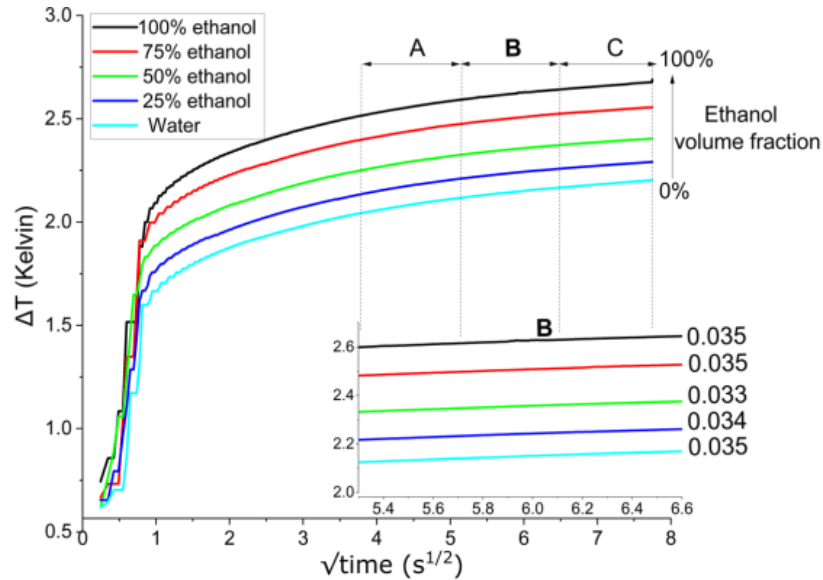 3.0
2.5
2.0
1.5
1.0
0.5
ΔT (Kelvin)
100% ethanol
75% ethanol
50% ethanol
25% ethanol
Water
A
B
C
100%
Ethanol
volume fraction
0%
B
2.6
2.4
2.2
2.0
0.035
0.035
0.033
0.034
0.035
5.4 5.6 5.8 6.0 6.2 6.4 6.6
0 1 2 3 4 5 6 7 8
√time (s^1/2)